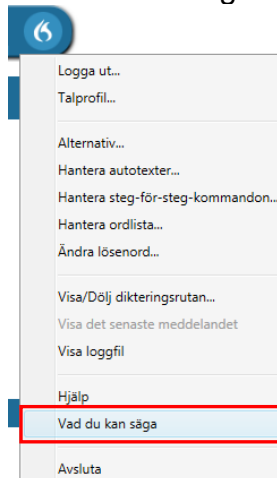 Logga ut...
Talprofil...
Alternativ...
Hantera autotexter...
Hantera steg-för-steg-kommandon...
Hantera ordlista...
Ändra lösenord...
Visa/Dölj dikteringsrutan...
Visa det senaste meddelandet
Visa loggfil
Hjälp
Vad du kan säga
Avsluta